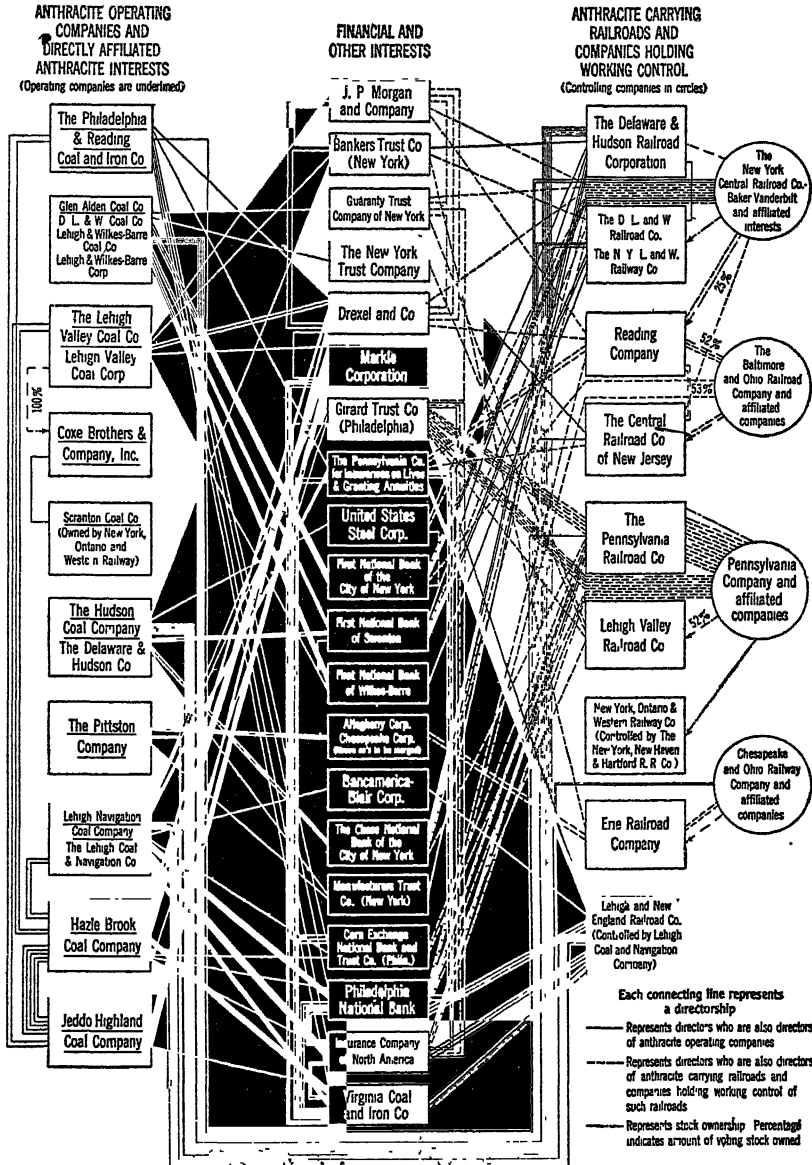 ANTHRACITE OPERATING
COMPANIES AND
DIRECTLY AFFILIATED
ANTHRACITE INTERESTS
(Operating companies are underlined)
The Philadelphia
& Reading
Coal and Iron Co
Glen Alden Coal Co
D L. & W Coal Co
Lehigh & Wilkes-Barre
Coal Co
Lehigh & Wilkes-Barre
Corp
The Lehigh
Valley Coal Co
Lehigh Valley
Coal Corp
100%
Coxe Brothers &
Company, Inc.
Scranton Coal Co
(Owned by New York,
Ontario and
Western Railway)
The Hudson
Coal Company
The Delaware &
Hudson Co
The Pittston
Company
Lehigh Navigation
Coal Company
The Lehigh Coal
& Navigation Co
Hazle Brook
Coal Company
Jeddo Highland
Coal Company
FINANCIAL AND
OTHER INTERESTS
J. P Morgan
and Company
Bankers Trust Co
(New York)
Guaranty Trust
Company of New York
The New York
Trust Company
Drexel and Co
Markle
Corporation
Girard Trust Co
(Philadelphia)
The Pennsylvania Co.
& Granting Annuities
United States
Steel Corp.
First National Bank
of the
City of New York
First National Bank
of Scranton
First National Bank
of Wilkes-Barre
Allegheny Corp.
Chesapeake Corp.
Bancamerica-
Blair Corp.
The Chase National
Bank of the
City of New York
Manufacturers Trust
Co. (New York)
Corn Exchange
National Bank and
Trust Co. (Phila.)
Philadelphia
National Bank
Insurance Company
of North America
Virginia Coal
and Iron Co
ANTHRACITE CARRYING
RAILROADS AND
COMPANIES HOLDING
WORKING CONTROL
(Controlling companies in circles)
The Delaware &
Hudson Railroad
Corporation
The D L. and W
Railroad Co.
The N Y L. and W.
Railway Co
Reading
Company
The Central
Railroad Co
of New Jersey
The
Pennsylvania
Railroad Co
Lehigh Valley
Railroad Co
New York, Ontario &
Western Railway Co
(Controlled by The
New York, New Haven
& Hartford R. R Co )
Erie Railroad
Company
Lehigh and New
England Railroad Co.
(Controlled by Lehigh
Coal and Navigation
Company)
The
New York
Central Railroad Co.-
Baker Vanderbilt
and affiliated
interests
25%
52%
The
Baltimore
and Ohio Railroad
Company and
affiliated
companies
53%
Pennsylvania
Company and
affiliated
companies
52%
Chesapeake
and Ohio Railway
Company and
affiliated
companies
Each connecting line represents
a directorship
Represents directors who are also directors
of anthracite operating companies
Represents directors who are also directors
of anthracite carrying railroads and
companies holding working control of
such railroads
Represents stock ownership Percentage
indicates amount of voting stock owned